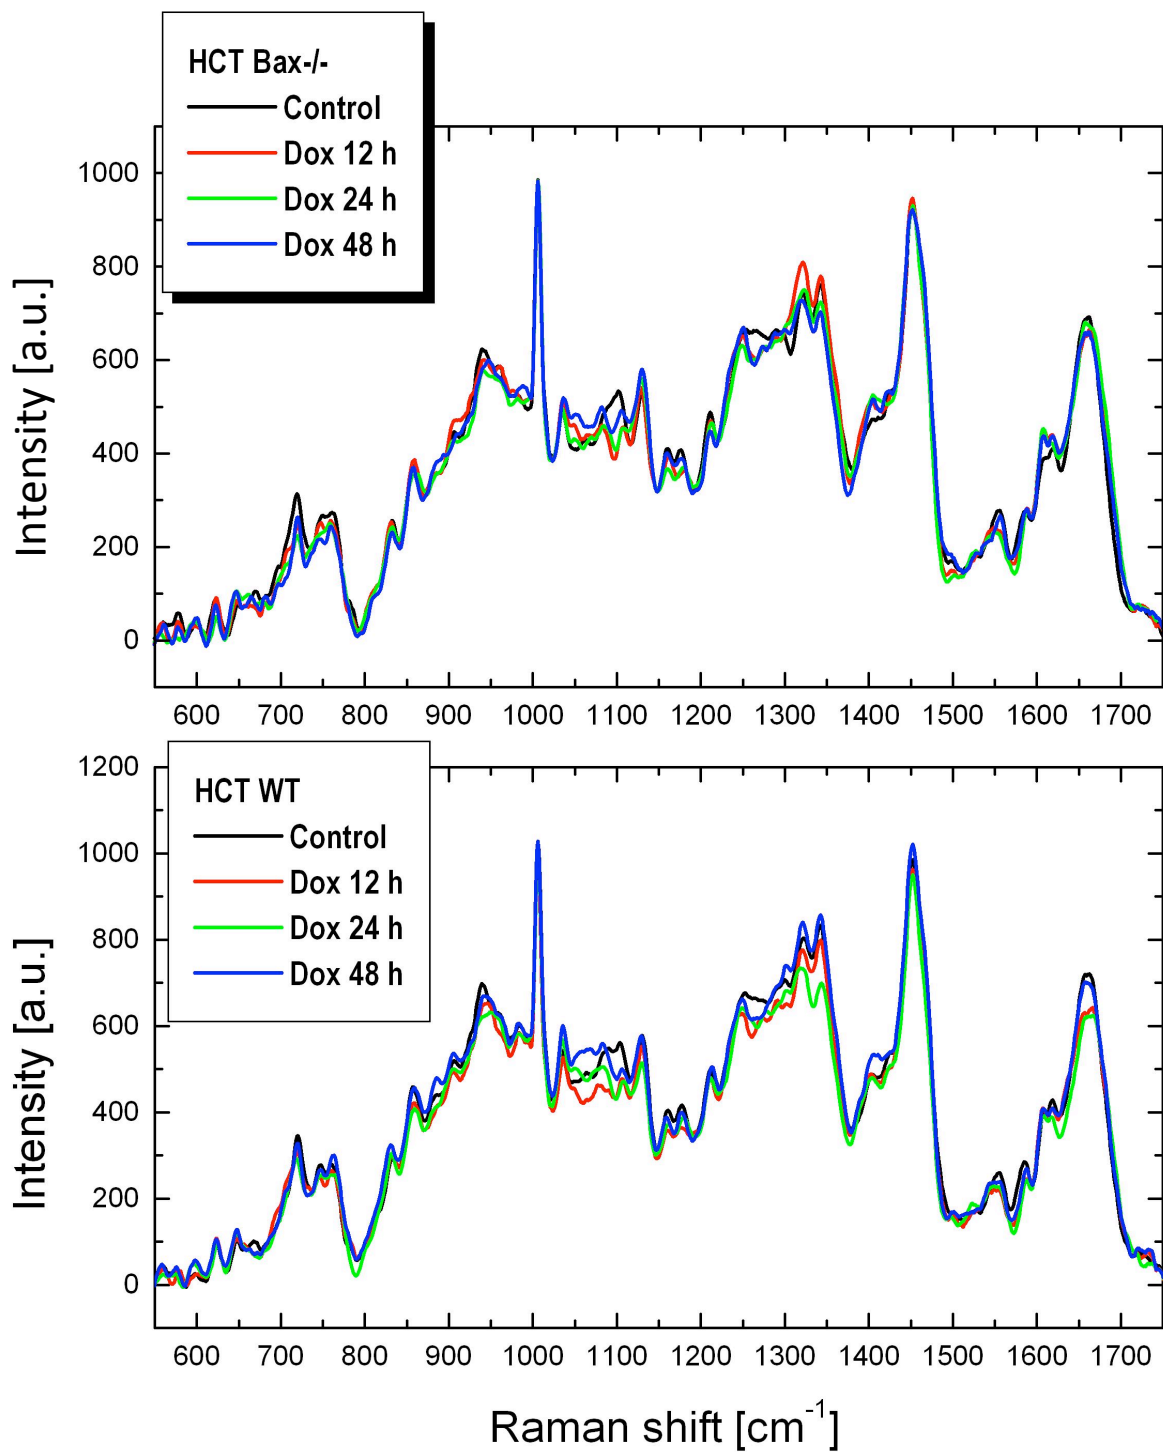 HCT Bax-/-
Control
Dox 12 h
Dox 24 h
Dox 48 h
Intensity [a.u.]
1000
800
600
400
200
0
600 700 800 900 1000 1100 1200 1300 1400 1500 1600 1700
HCT WT
Control
Dox 12 h
Dox 24 h
Dox 48 h
Intensity [a.u.]
1200
1000
800
600
400
200
0
600 700 800 900 1000 1100 1200 1300 1400 1500 1600 1700
Raman shift [cm⁻¹]